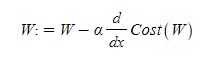 W: = W − α d/dx Cost(W)